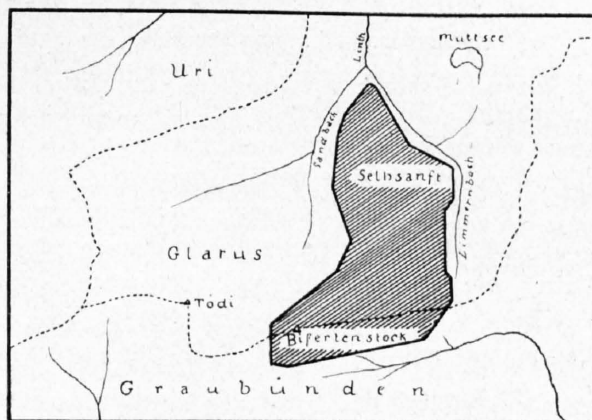 Linth
Muttsee
Uri
Sandbach
Selbsanft
Limmernbach
Glarus
Tödi
Bifertenstock
Graubünden